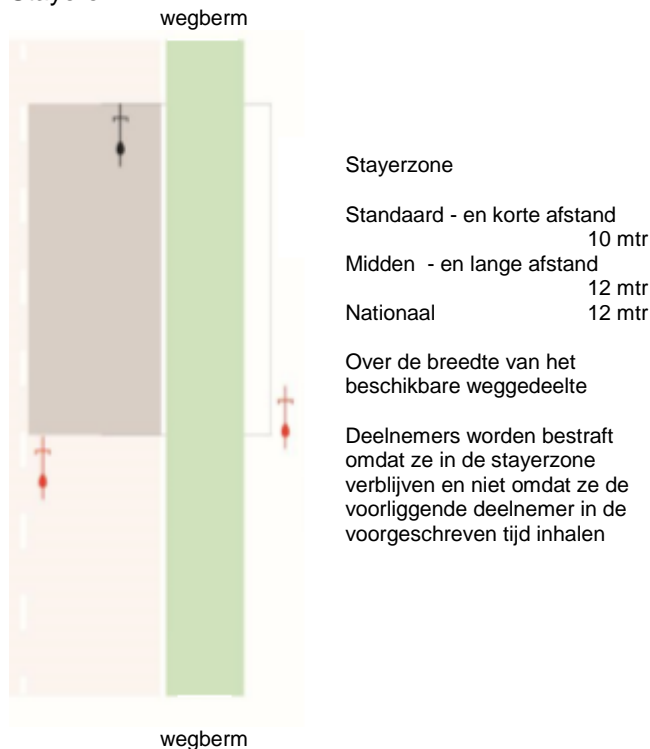 wegberm
Stayerzone
Standaard - en korte afstand
10 mtr
Midden - en lange afstand
12 mtr
Nationaal 12 mtr
Over de breedte van het
beschikbare weggedeelte
Deelnemers worden bestraft
omdat ze in de stayerzone
verblijven en niet omdat ze de
voorliggende deelnemer in de
voorgeschreven tijd inhalen
wegberm